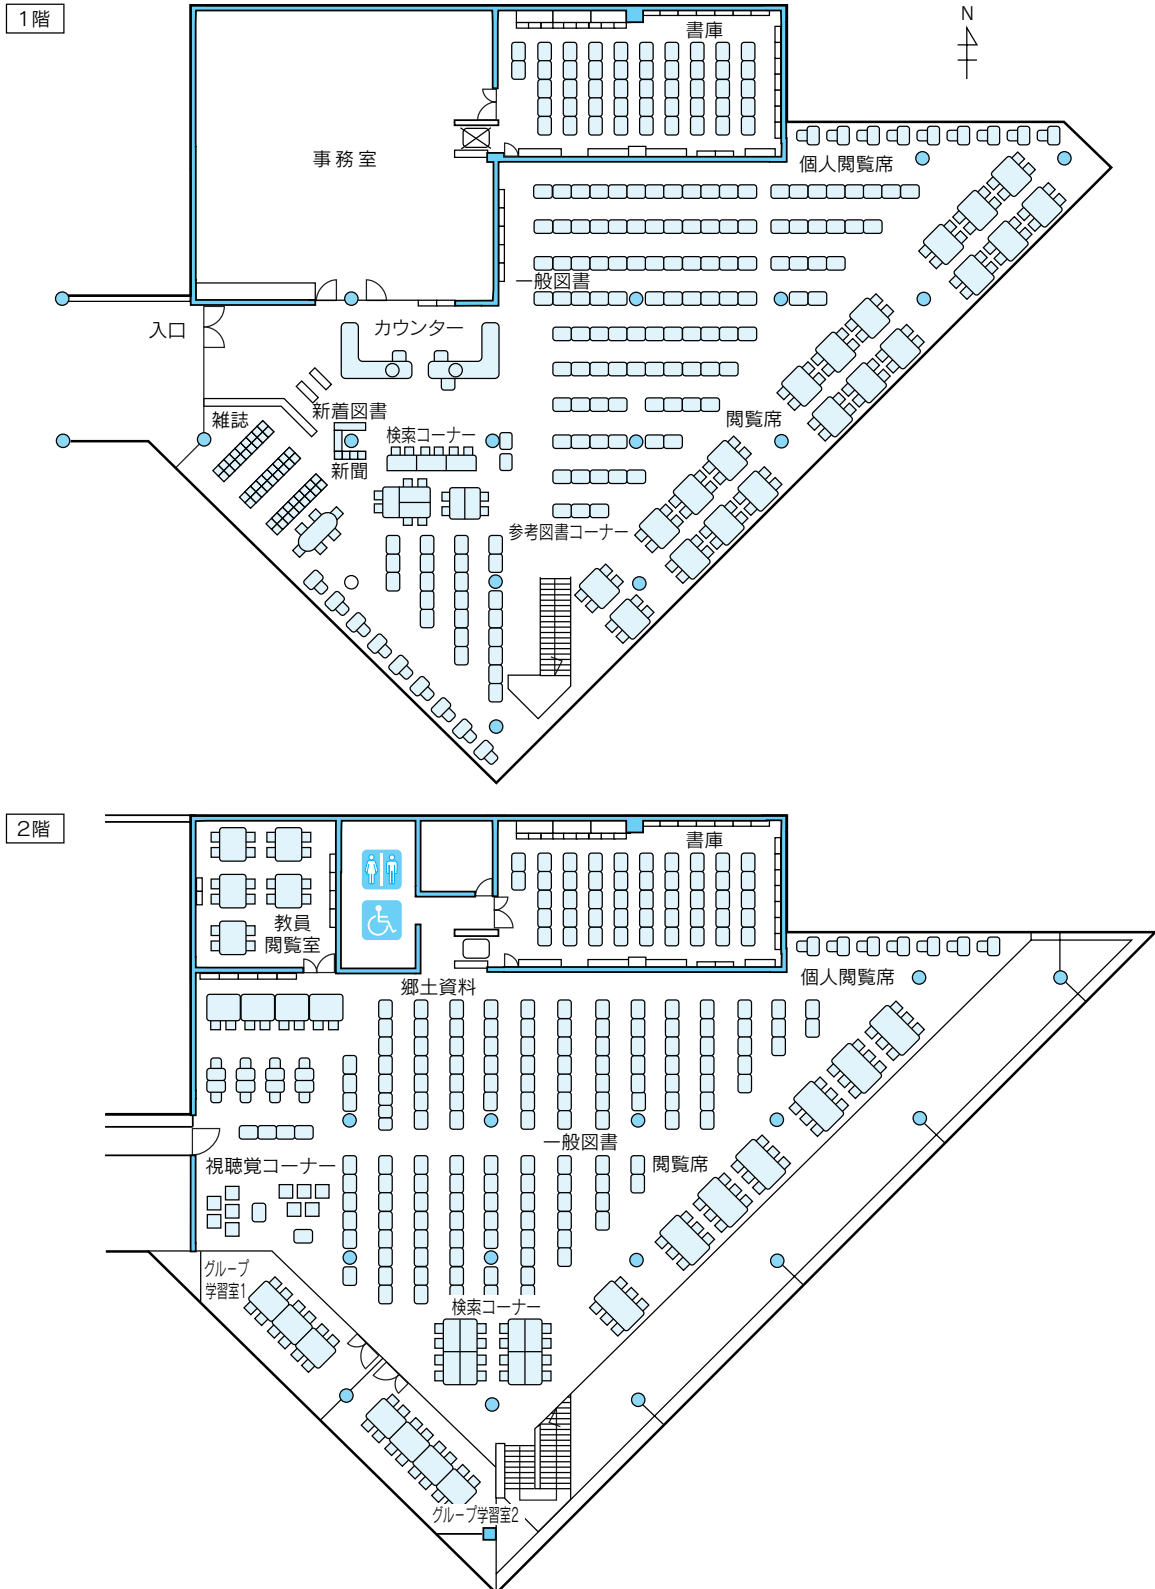 1階
書庫
N
事務室
個人閲覧席
一般図書
入口
カウンター
新着図書
雑誌
閲覧席
検索コーナー
新聞
参考図書コーナー
2階
書庫
教員
閲覧室
個人閲覧席
郷土資料
一般図書
閲覧席
視聴覚コーナー
グループ
学習室1
検索コーナー
グループ学習室2